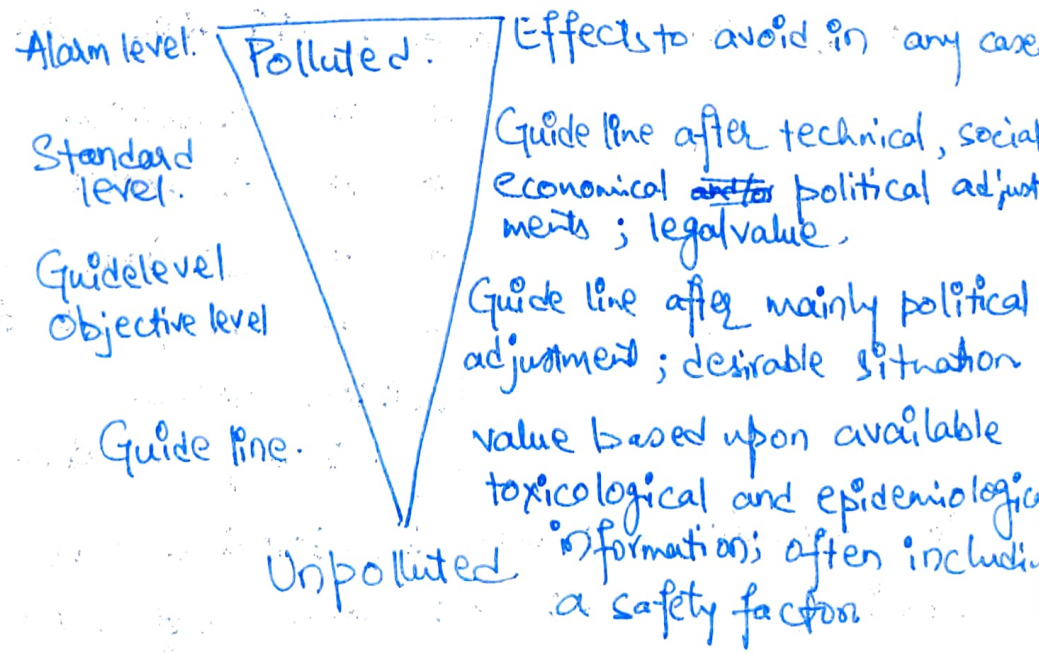 Alarm level. Polluted. Effects to avoid in any case
Standard level.
Guide line after technical, social
economical and/or political adjust
ments ; legal value.
Guidelevel
Objective level
Guide line after mainly political
adjustment ; desirable situation
Guide line.
value based upon available
toxicological and epidemiologic
information; often includi
a safety factor
Unpolluted